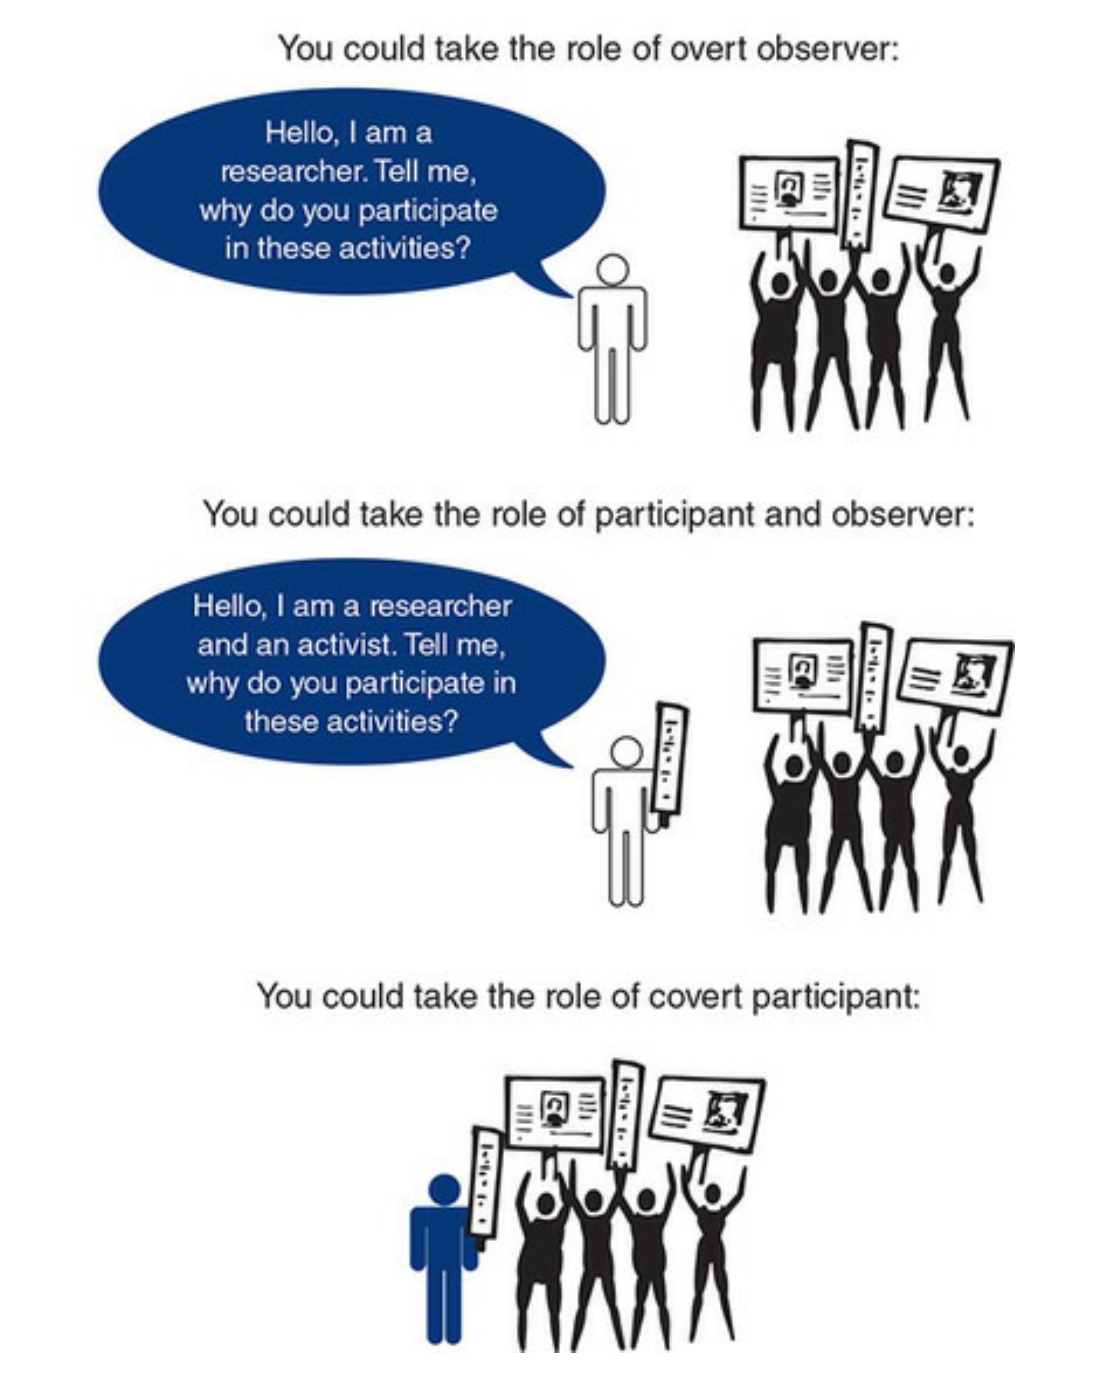 You could take the role of overt observer:
Hello, I am a
researcher. Tell me,
why do you participate
in these activities?
You could take the role of participant and observer:
Hello, I am a researcher
and an activist. Tell me,
why do you participate in
these activities?
You could take the role of covert participant: